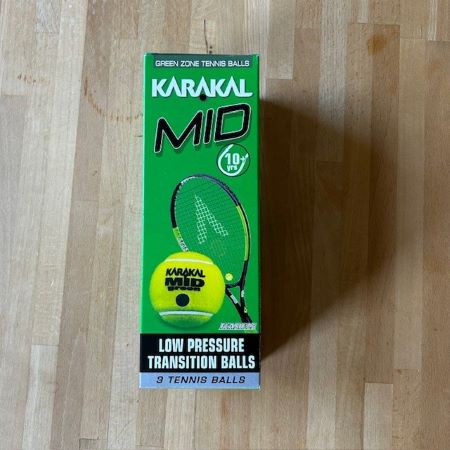 GREEN ZONE TENNIS BALLS
KARAKAL
MID
10+
yrs
KARAKAL
MID
green
LOW PRESSURE
TRANSITION BALLS
3 TENNIS BALLS